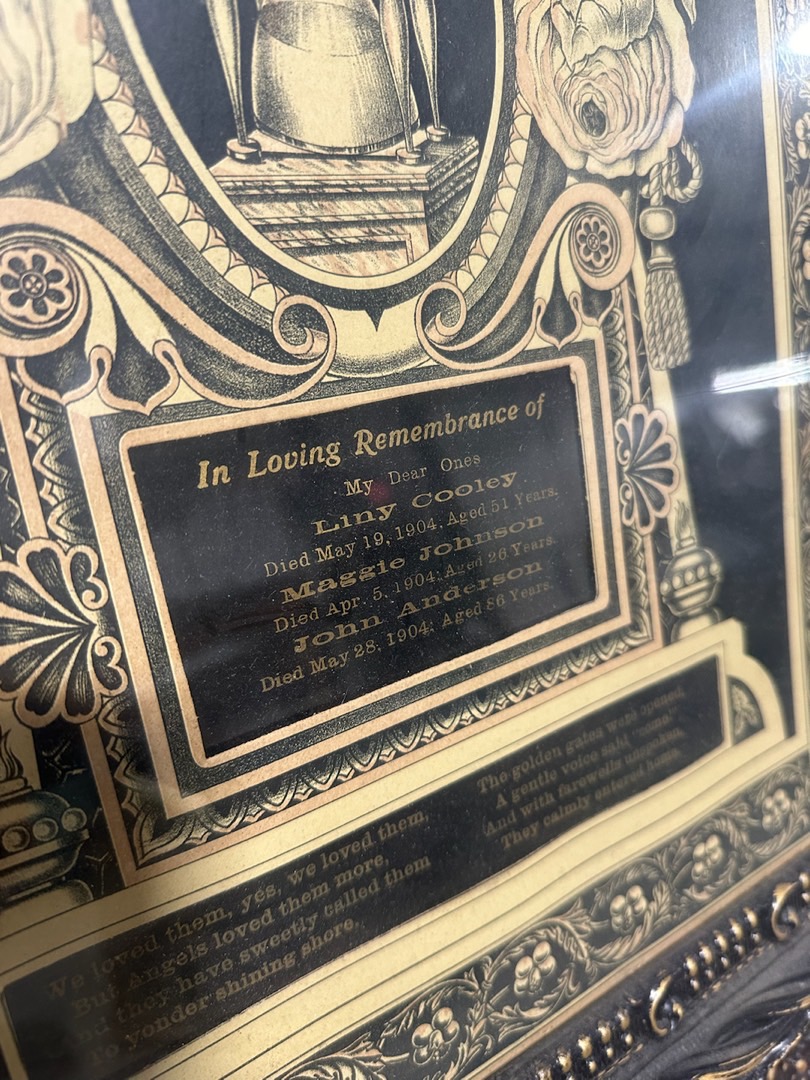 In Loving Remembrance of
My Dear Ones
Liny Cooley
Died May 19, 1904, Aged 51 Years.
Maggie Johnson
Died Apr. 5, 1904; Aged 26 Years.
John Anderson
Died May 28, 1904; Aged 86 Years.
We loved them, yes, we loved them,
But Angels loved them more,
And they have sweetly called them
To yonder shining shore.
The golden gates were opened
A gentle voice said "come!"
And with farewells unspoken,
They calmly entered home.